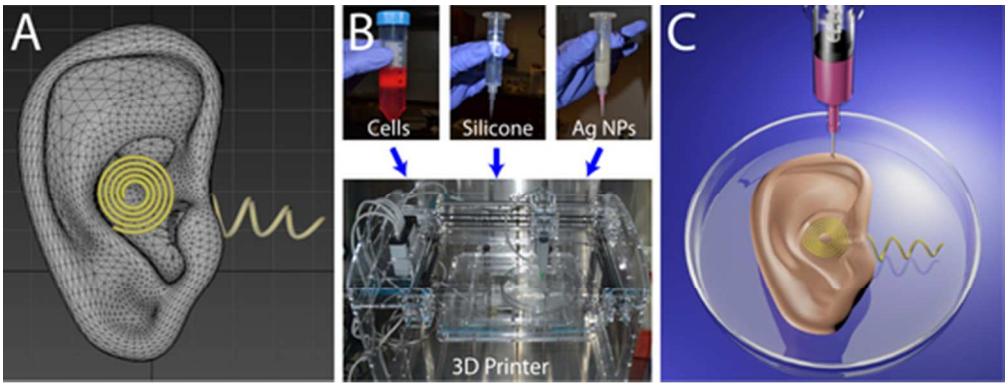 A
B
C
Cells
Silicone
Ag NPs
3D Printer